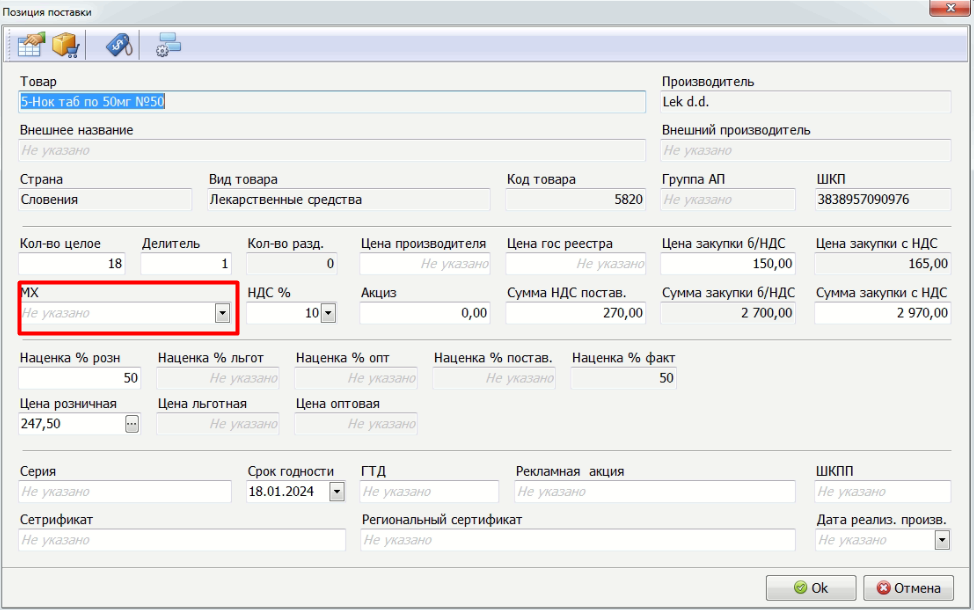 Позиция поставки
Товар Производитель
5-Нок таб по 50мг №50 Lek d.d.
Внешнее название Внешний производитель
Не указано Не указано
Страна Вид товара Код товара Группа АП ШКП
Словения Лекарственные средства 5820 Не указано 3838957090976
Кол-во целое Делитель Кол-во разд. Цена производителя Цена гос реестра Цена закупки б/НДС Цена закупки с НДС
18 1 0 Не указано Не указано 150,00 165,00
МХ НДС % Акциз Сумма НДС постав. Сумма закупки б/НДС Сумма закупки с НДС
Не указано 10 0,00 270,00 2 700,00 2 970,00
Наценка % розн Наценка % льгот Наценка % опт Наценка % постав. Наценка % факт
50 Не указано Не указано Не указано 50
Цена розничная Цена льготная Цена оптовая
247,50 ... Не указано Не указано
Серия Срок годности ГТД Рекламная акция ШКПП
Не указано 18.01.2024 Не указано Не указано Не указано
Сетрификат Региональный сертификат Дата реализ. произв.
Не указано Не указано Не указано
Ok Отмена